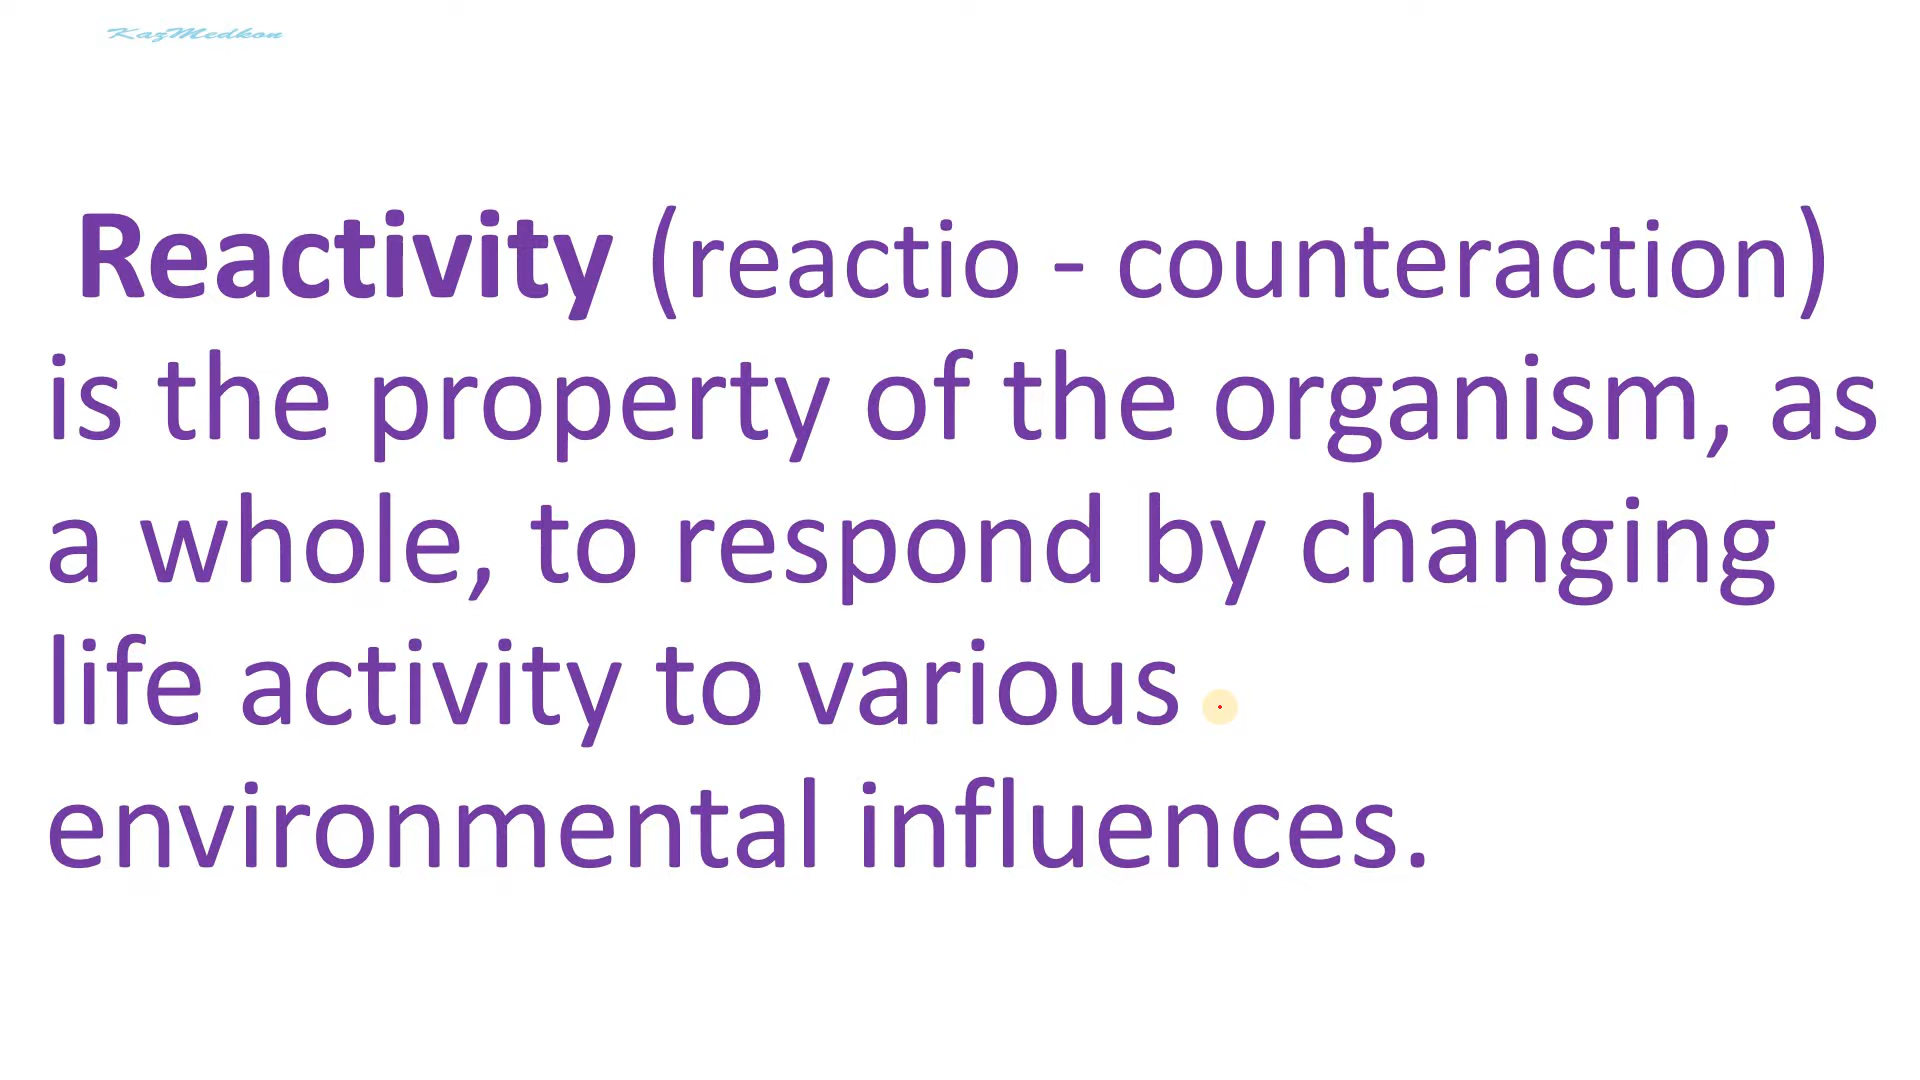 KazMedkon
Reactivity (reactio - counteraction)
is the property of the organism, as
a whole, to respond by changing
life activity to various
environmental influences.